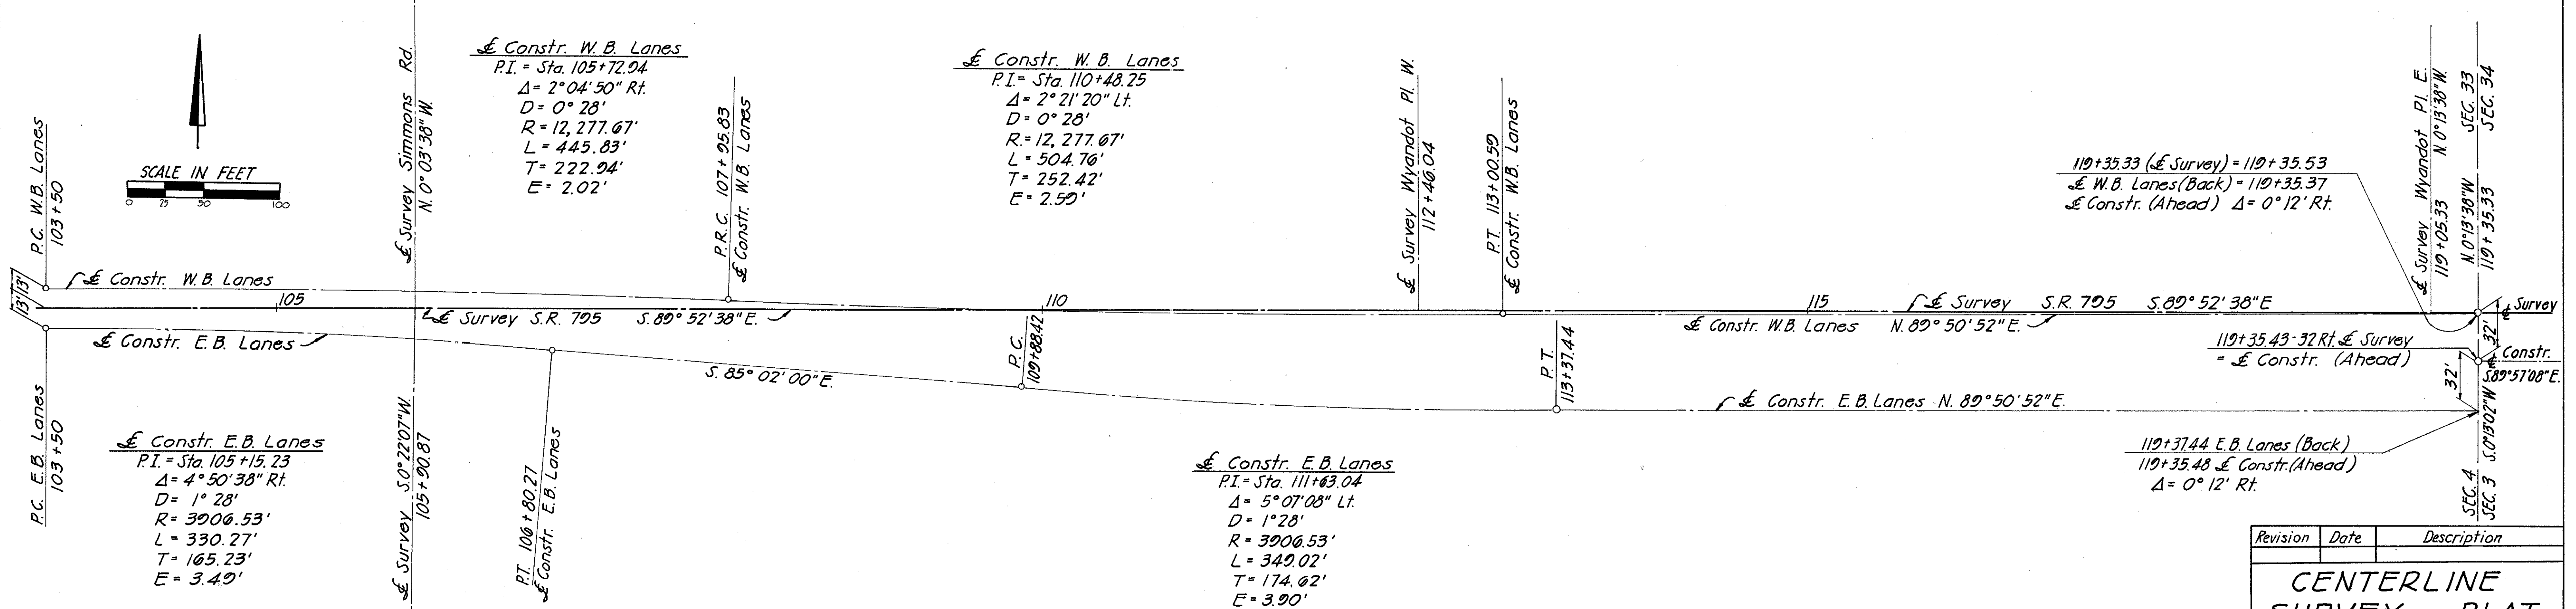 SCALE IN FEET
0 25 50 100
P.C. W.B. Lanes
103+50
13' 13'
P.C. E.B. Lanes
103+50
℄ Survey Simmons Rd.
N. 0° 03' 38" W.
℄ Constr. W. B. Lanes
P.I. = Sta. 105+72.94
Δ = 2° 04' 50" Rt.
D = 0° 28'
R = 12,277.67'
L = 445.83'
T = 222.94'
E = 2.02'
P.R.C. 107+95.83
℄ Constr. W.B. Lanes
℄ Constr. W. B. Lanes
P.I. = Sta. 110+48.25
Δ = 2° 21' 20" Lt.
D = 0° 28'
R. = 12,277.67'
L = 504.76'
T = 252.42'
E = 2.59'
℄ Survey Wyandot Pl. W.
112+46.04
P.T. 113+00.59
℄ Constr. W.B. Lanes
119+35.33 (℄ Survey) = 119+35.53
℄ W.B. Lanes (Back) = 119+35.37
℄ Constr. (Ahead) Δ = 0° 12' Rt.
℄ Survey Wyandot Pl. E.
119+05.33 N. 0°13'38"W
N. 0°13'38"W SEC. 33
119+35.33 SEC. 34
℄ Constr. W.B. Lanes
105
110
115
℄ Survey S.R. 795 S.89° 52' 38"E.
℄ Survey S.R. 795 S.89° 52' 38"E
℄ Survey
℄ Constr. W.B. Lanes N. 89° 50' 52"E.
℄ Constr. E.B. Lanes
S. 85° 02' 00" E.
P.C.
109+88.42
P.T.
113+37.44
℄ Constr. E.B. Lanes N. 89° 50' 52"E.
119+35.43-32 Rt. ℄ Survey
= ℄ Constr. (Ahead)
32'
32'
℄ Constr.
S.89°57'08"E.
119+37.44 E.B. Lanes (Back)
119+35.48 ℄ Constr. (Ahead)
Δ = 0° 12' Rt.
SEC. 4
SEC. 3 S.0°13'02"W
℄ Constr. E.B. Lanes
P.I. = Sta. 105+15.23
Δ = 4° 50' 38" Rt.
D = 1° 28'
R = 3906.53'
L = 330.27'
T = 165.23'
E = 3.49'
℄ Survey S.0°22'07"W.
105+90.87
P.T. 106+80.27
℄ Constr. E.B. Lanes
℄ Constr. E.B. Lanes
P.I. = Sta. 111+63.04
Δ = 5° 07' 08" Lt.
D = 1° 28'
R = 3906.53'
L = 349.02'
T = 174.62'
E = 3.90'
Revision Date Description
CENTERLINE
SURVEY PLAT